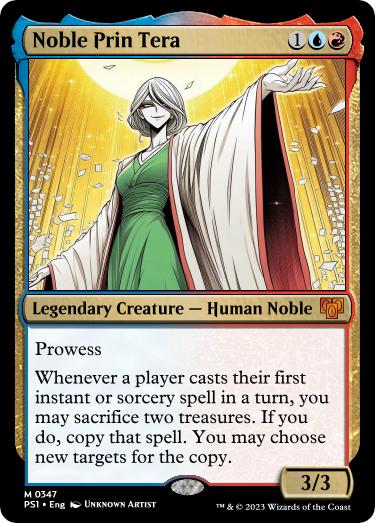 Noble Prin Tera 1
Legendary Creature — Human Noble
Prowess
Whenever a player casts their first
instant or sorcery spell in a turn, you
may sacrifice two treasures. If you
do, copy that spell. You may choose
new targets for the copy.
3/3
M 0347
PS1 • Eng Unknown Artist
™ & © 2023 Wizards of the Coast